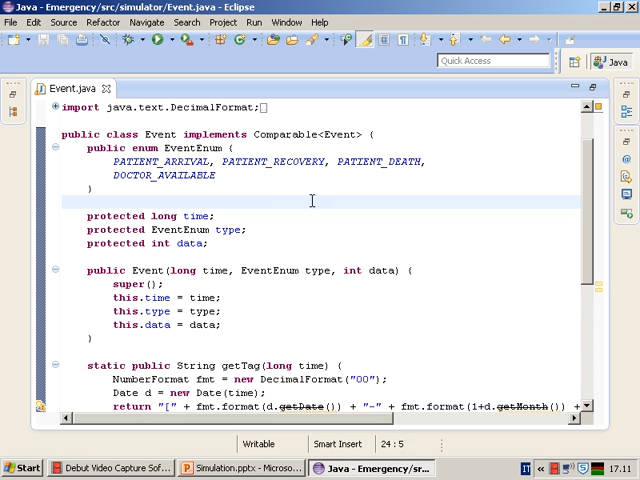 Java - Emergency/src/simulator/Event.java - Eclipse
File Edit Source Refactor Navigate Search Project Run Window Help
Quick Access
Java
Event.java
import java.text.DecimalFormat;
public class Event implements Comparable<Event> {
public enum EventEnum {
PATIENT_ARRIVAL, PATIENT_RECOVERY, PATIENT_DEATH,
DOCTOR_AVAILABLE
}
protected long time;
protected EventEnum type;
protected int data;
public Event(long time, EventEnum type, int data) {
super();
this.time = time;
this.type = type;
this.data = data;
}
static public String getTag(long time) {
NumberFormat fmt = new DecimalFormat("00");
Date d = new Date(time);
return "[" + fmt.format(d.getDate()) + "-" + fmt.format(1+d.getMonth()) +
Writable Smart Insert 24 : 5
Start Debut Video Capture Sof... Simulation.pptx - Microso... Java - Emergency/sr... IT « 17.11